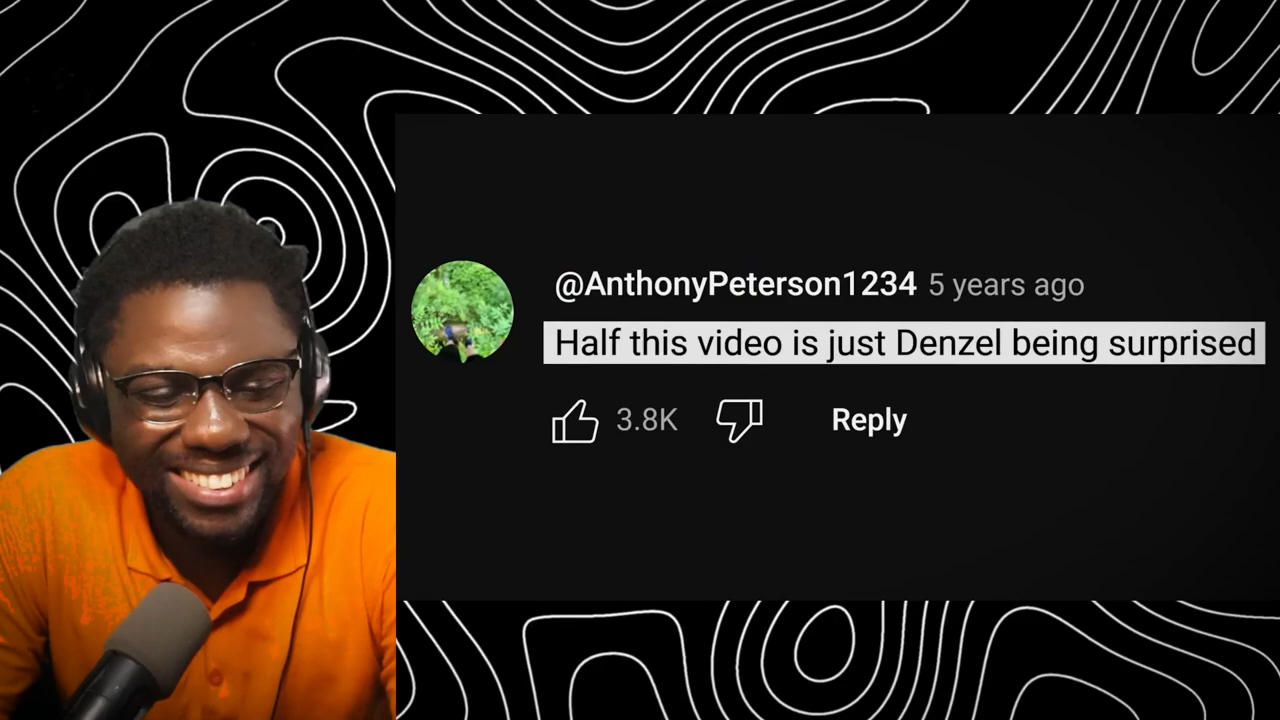 @AnthonyPeterson1234 5 years ago
Half this video is just Denzel being surprised
3.8K Reply